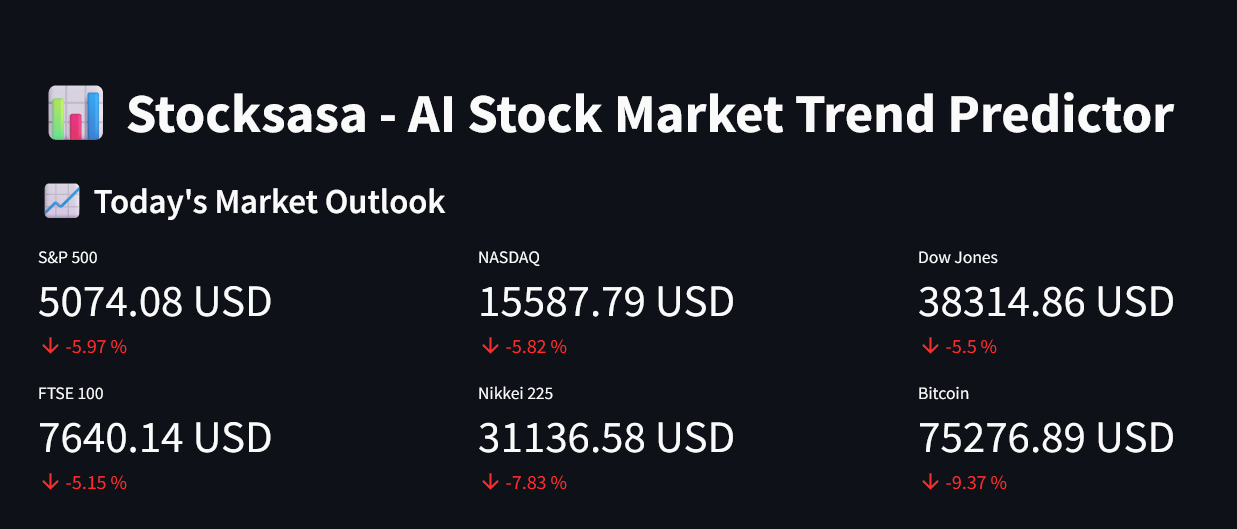 Stocksasa - AI Stock Market Trend Predictor
Today's Market Outlook
S&P 500
5074.08 USD
↓ -5.97 %
NASDAQ
15587.79 USD
↓ -5.82 %
Dow Jones
38314.86 USD
↓ -5.5 %
FTSE 100
7640.14 USD
↓ -5.15 %
Nikkei 225
31136.58 USD
↓ -7.83 %
Bitcoin
75276.89 USD
↓ -9.37 %